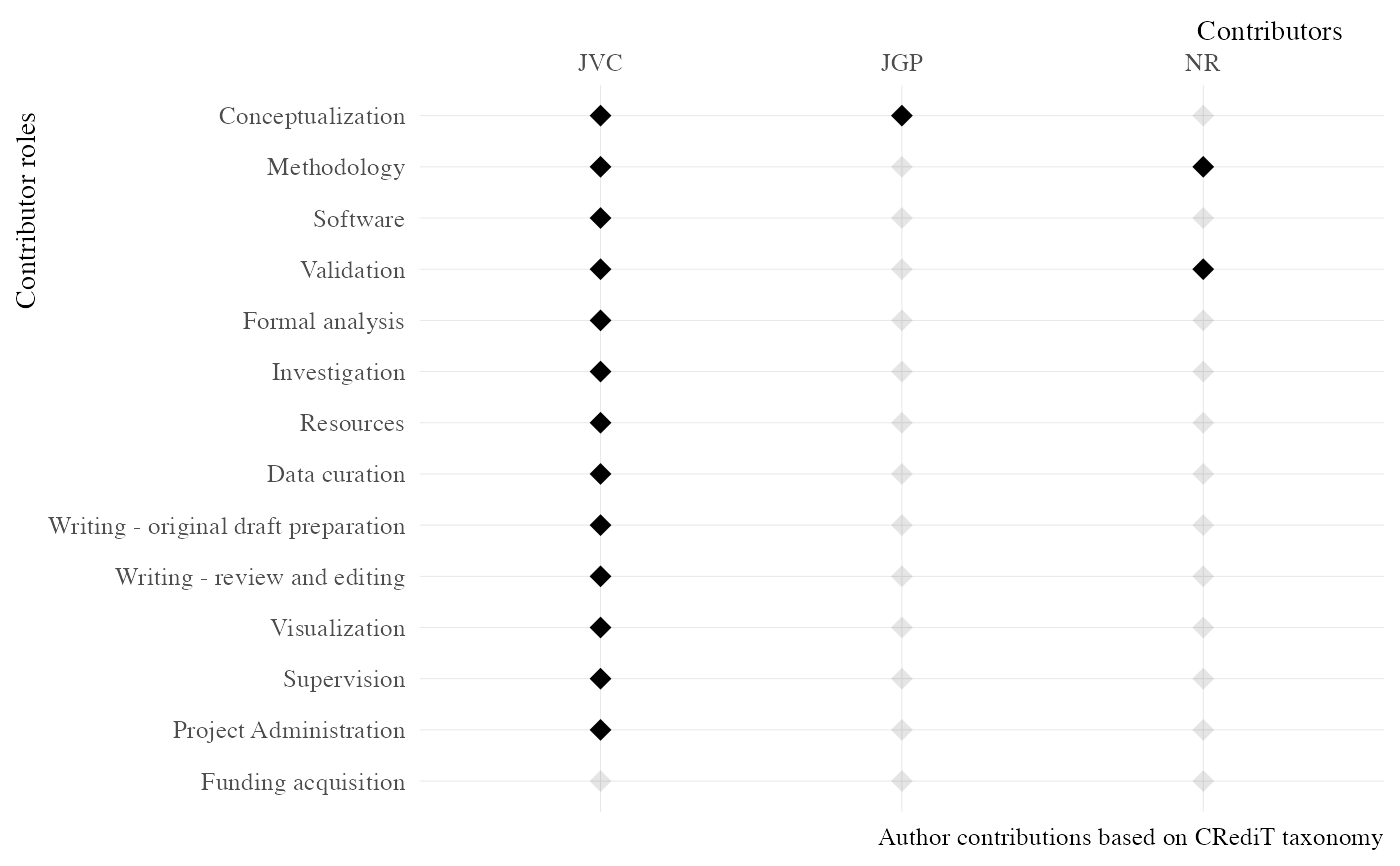 Contributors
JVC JGP NR
Contributor roles
Conceptualization
Methodology
Software
Validation
Formal analysis
Investigation
Resources
Data curation
Writing - original draft preparation
Writing - review and editing
Visualization
Supervision
Project Administration
Funding acquisition
Author contributions based on CRediT taxonomy